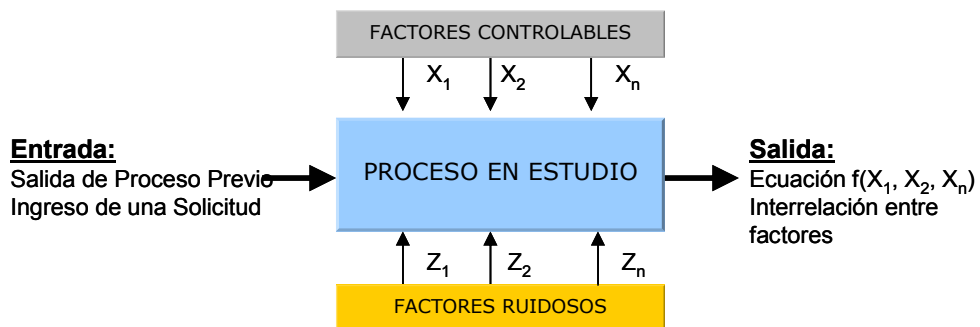 FACTORES CONTROLABLES
X1 X2 Xn
Entrada:
Salida de Proceso Previo
Ingreso de una Solicitud
PROCESO EN ESTUDIO
Salida:
Ecuación f(X1, X2, Xn)
Interrelación entre
factores
Z1 Z2 Zn
FACTORES RUIDOSOS